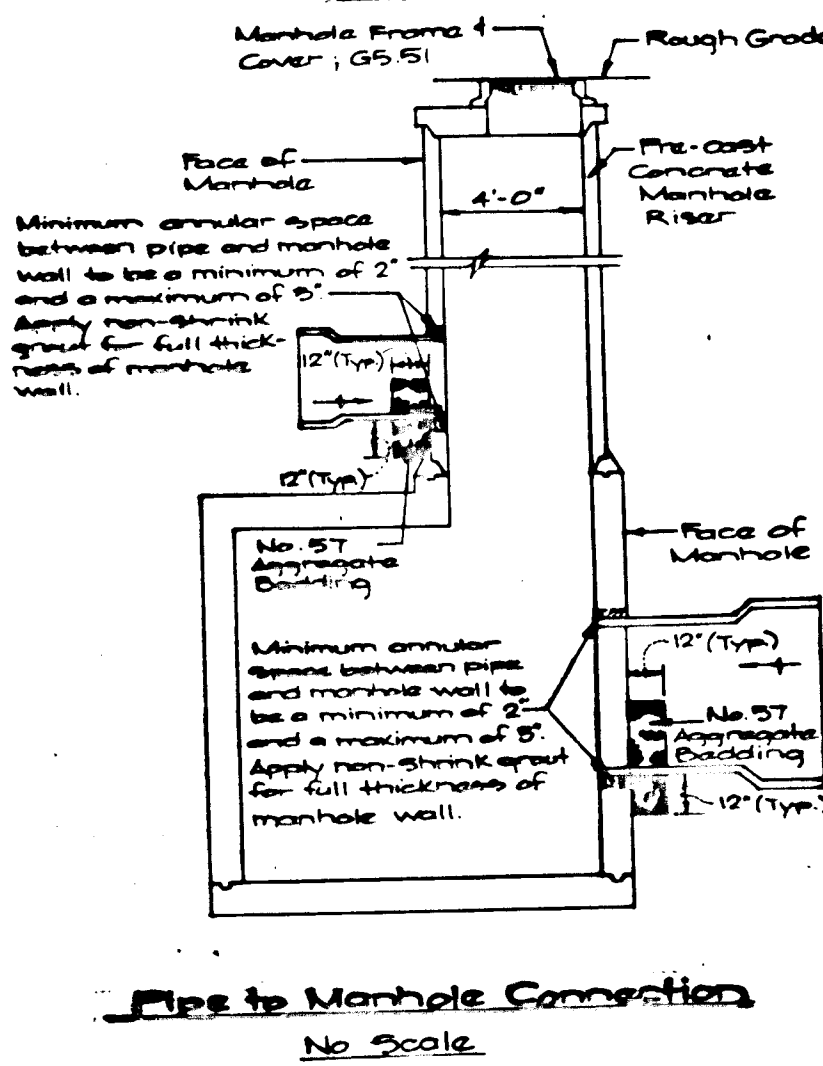 Manhole Frame &
Cover ; G5.51
Rough Grade
Face of
Manhole
Pre-cast
Concrete
Manhole
Riser
4'-0"
Minimum annular space
between pipe and manhole
wall to be a minimum of 2"
and a maximum of 3".
Apply non-shrink
grout for full thick-
ness of manhole
wall.
12"(Typ.)
12"(Typ.)
No. 57
Aggregate
Bedding
Face of
Manhole
Minimum annular
space between pipe
and manhole wall to
be a minimum of 2"
and a maximum of 3".
Apply non-shrink grout
for full thickness of
manhole wall.
12"(Typ.)
No. 57
Aggregate
Bedding
12"(Typ.)
Pipe to Manhole Connection
No Scale